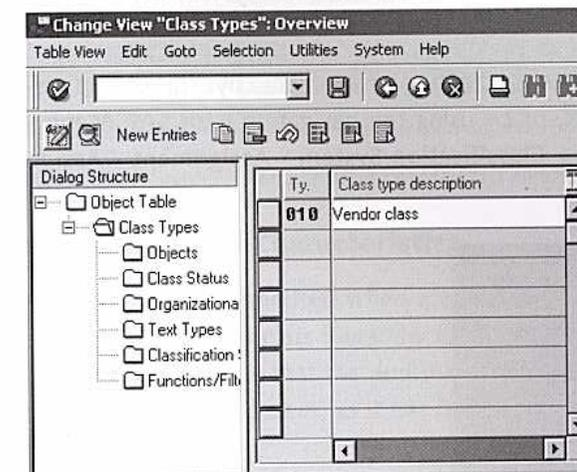 Change View "Class Types": Overview
Table View Edit Goto Selection Utilities System Help
New Entries
Dialog Structure
Object Table
Class Types
Objects
Class Status
Organizationa
Text Types
Classification S
Functions/Filt
Ty. Class type description
010 Vendor class